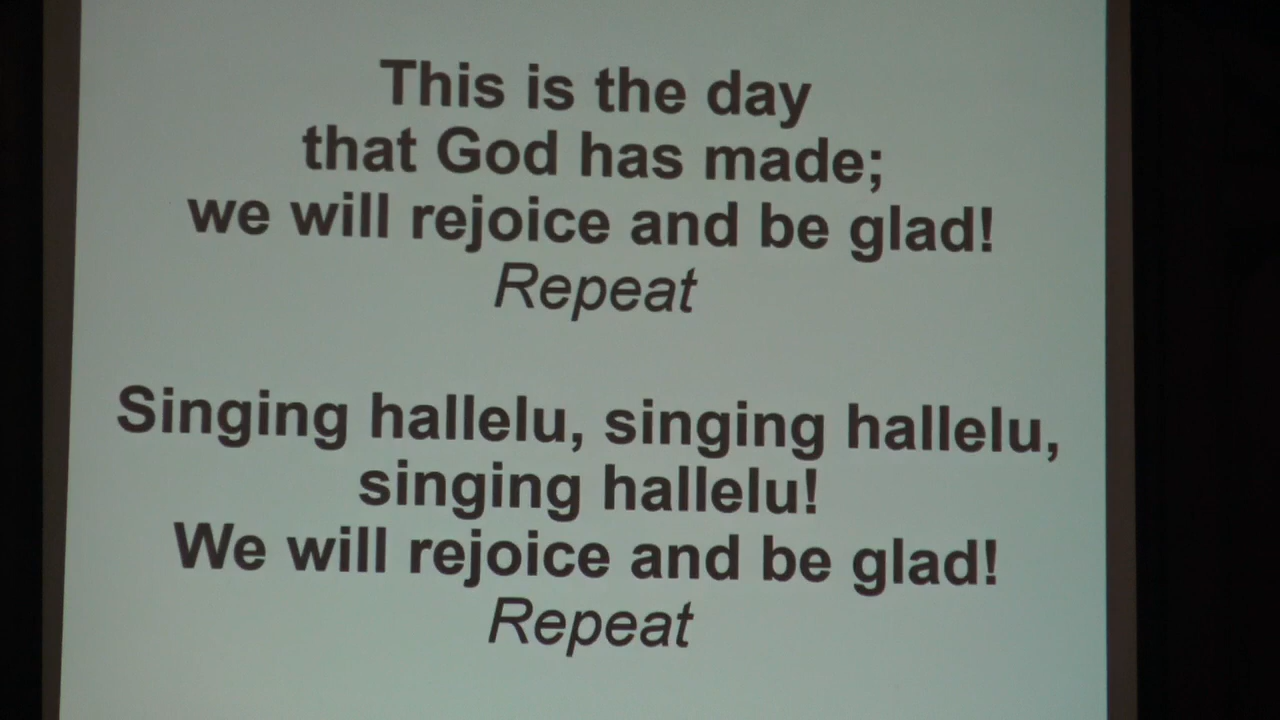 This is the day
that God has made;
we will rejoice and be glad!
Repeat
Singing hallelu, singing hallelu,
singing hallelu!
We will rejoice and be glad!
Repeat